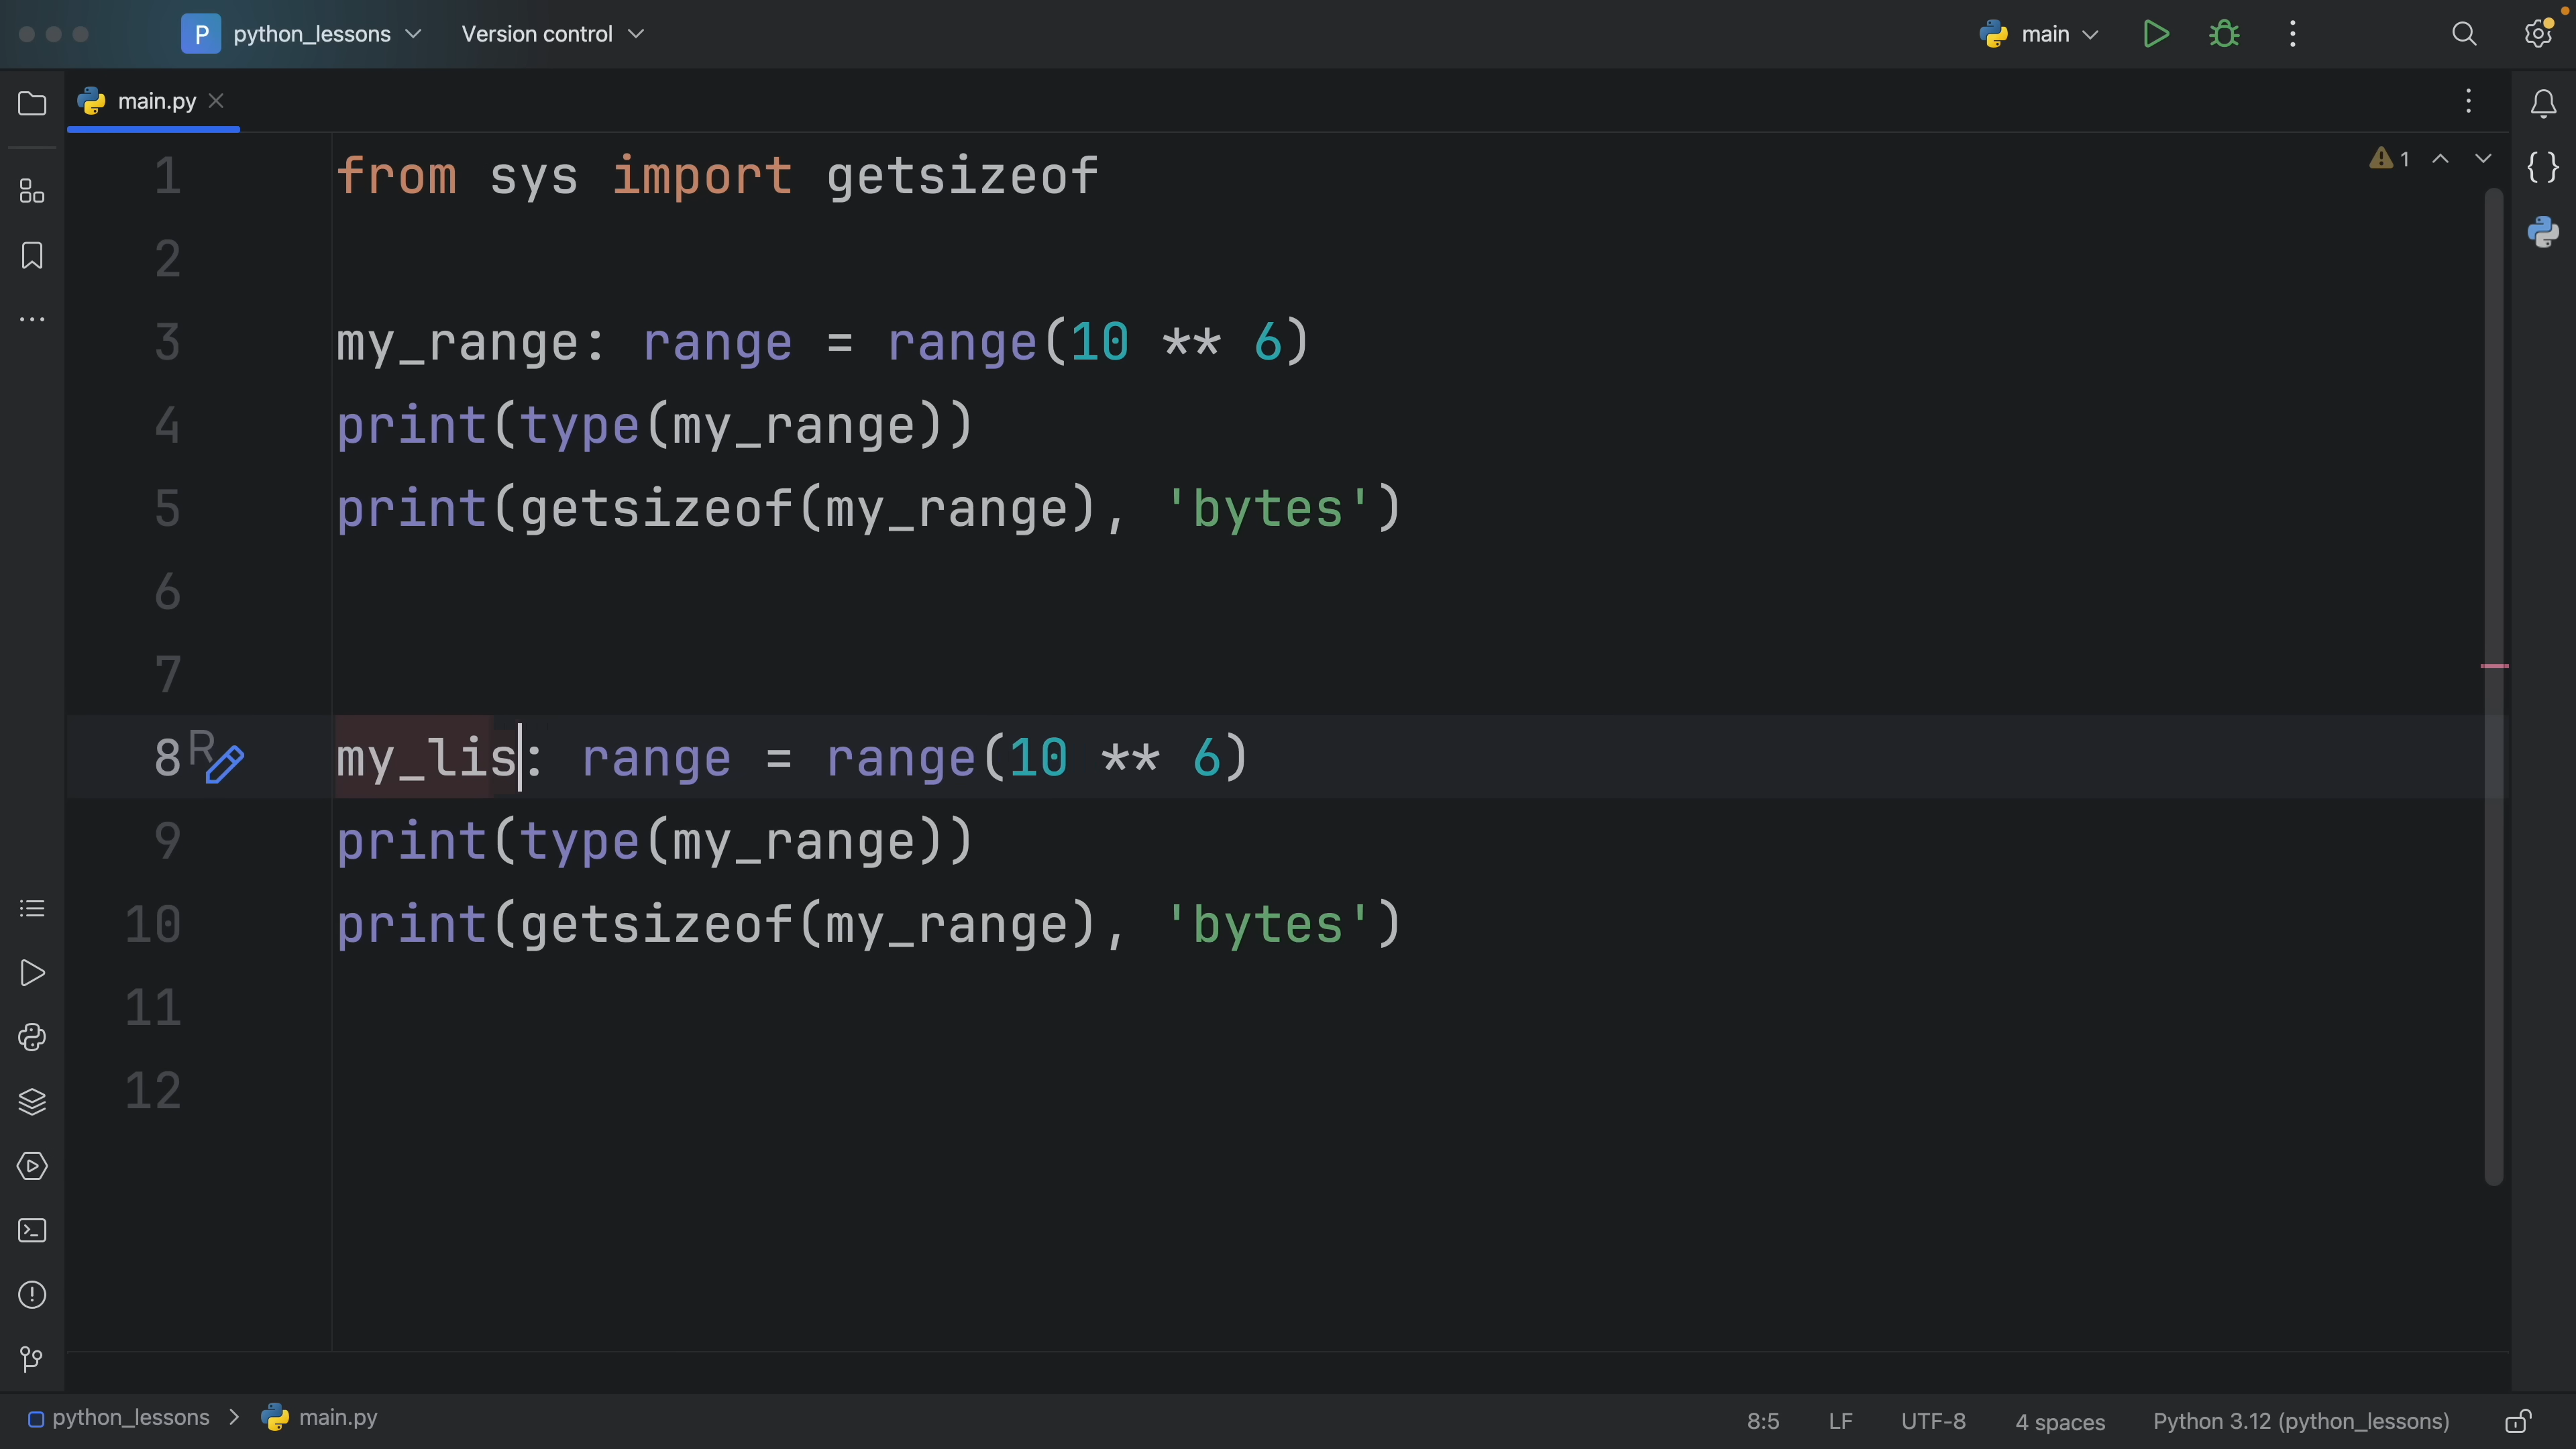 P python_lessons Version control main
main.py
1 from sys import getsizeof 1
2
3 my_range: range = range(10 ** 6)
4 print(type(my_range))
5 print(getsizeof(my_range), 'bytes')
6
7
8 R my_lis: range = range(10 ** 6)
9 print(type(my_range))
10 print(getsizeof(my_range), 'bytes')
11
12
python_lessons > main.py 8:5 LF UTF-8 4 spaces Python 3.12 (python_lessons)